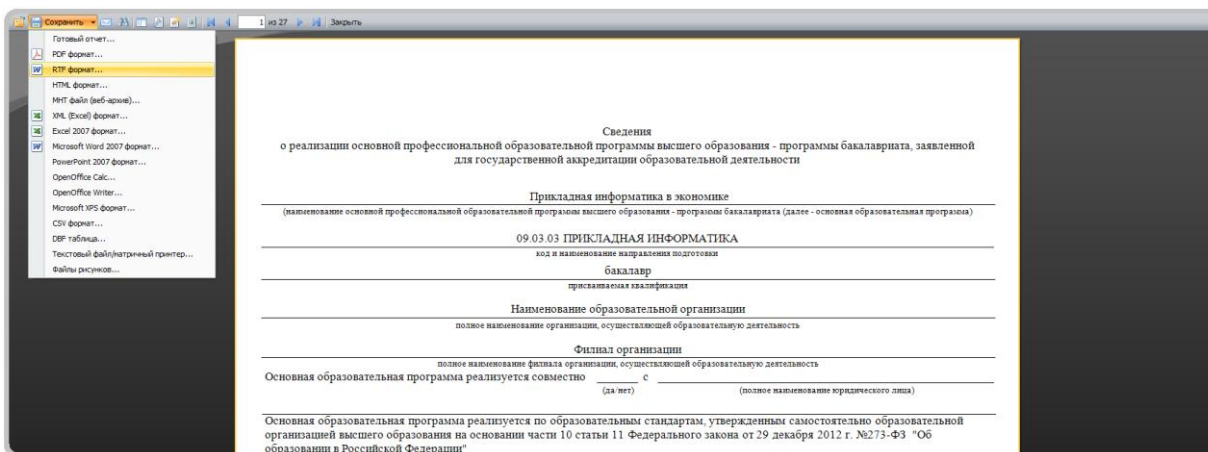 Сохранить 1 из 27 Закрыть
Готовый отчет...
PDF формат...
RTF формат...
HTML формат...
MHT файл (веб-архив)...
XML (Excel) формат...
Excel 2007 формат...
Microsoft Word 2007 формат...
PowerPoint 2007 формат...
OpenOffice Calc...
OpenOffice Writer...
Microsoft XPS формат...
CSV формат...
DBF таблица...
Текстовый файл/матричный принтер...
Файлы рисунков...
Сведения
о реализации основной профессиональной образовательной программы высшего образования - программы бакалавриата, заявленной
для государственной аккредитации образовательной деятельности
Прикладная информатика в экономике
(наименование основной профессиональной образовательной программы высшего образования - программы бакалавриата (далее - основная образовательная программа)
09.03.03 ПРИКЛАДНАЯ ИНФОРМАТИКА
код и наименование направления подготовки
бакалавр
присваиваемая квалификация
Наименование образовательной организации
полное наименование организации, осуществляющей образовательную деятельность
Филиал организации
полное наименование филиала организации, осуществляющей образовательную деятельность
Основная образовательная программа реализуется совместно ______ с ______
(да/нет) (полное наименование юридического лица)
Основная образовательная программа реализуется по образовательным стандартам, утвержденным самостоятельно образовательной
организацией высшего образования на основании части 10 статьи 11 Федерального закона от 29 декабря 2012 г. №273-ФЗ "Об
образовании в Российской Федерации"